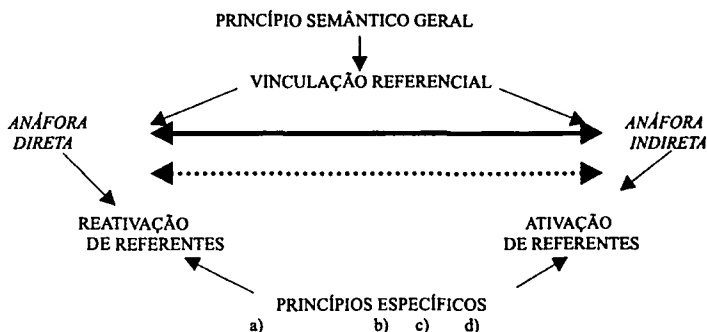 PRINCÍPIO SEMÂNTICO GERAL
VINCULAÇÃO REFERENCIAL
ANÁFORA
DIRETA
ANÁFORA
INDIRETA
REATIVAÇÃO
DE REFERENTES
ATIVAÇÃO
DE REFERENTES
PRINCÍPIOS ESPECÍFICOS
a) b) c) d)